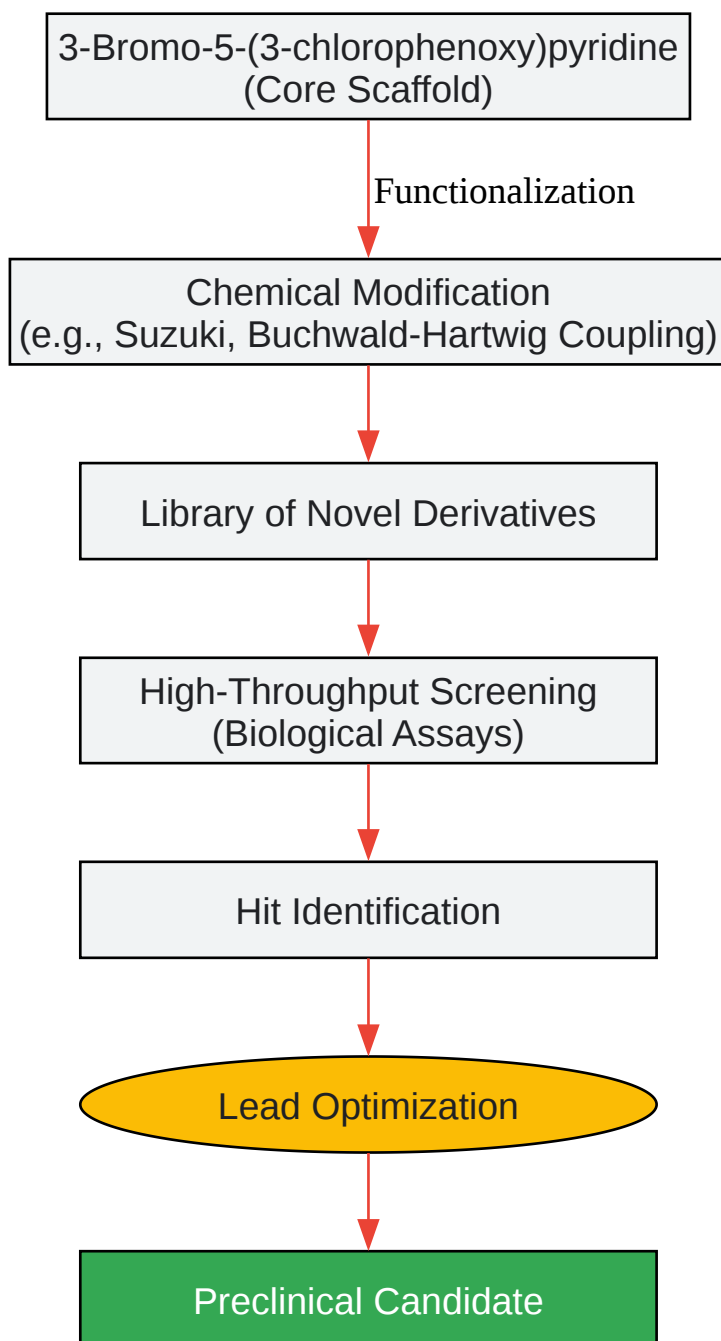 3-Bromo-5-(3-chlorophenoxy)pyridine
(Core Scaffold)
Functionalization
Chemical Modification
(e.g., Suzuki, Buchwald-Hartwig Coupling)
Library of Novel Derivatives
High-Throughput Screening
(Biological Assays)
Hit Identification
Lead Optimization
Preclinical Candidate